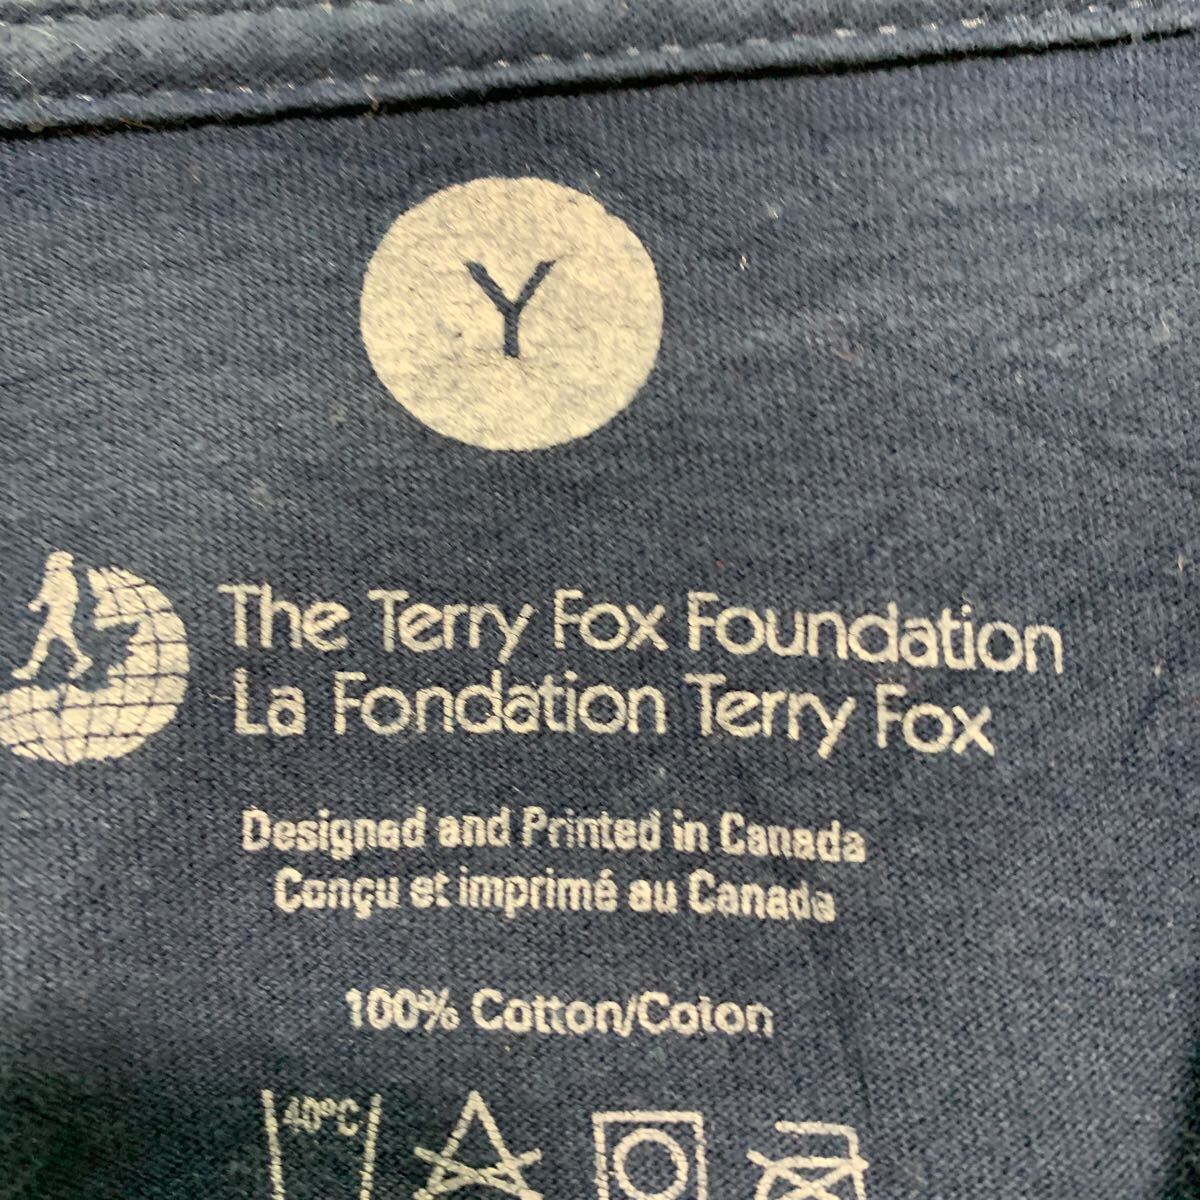 Y
The Terry Fox Foundation
La Fondation Terry Fox
Designed and Printed in Canada
Conçu et imprimé au Canada
100% Cotton/Coton
40°C